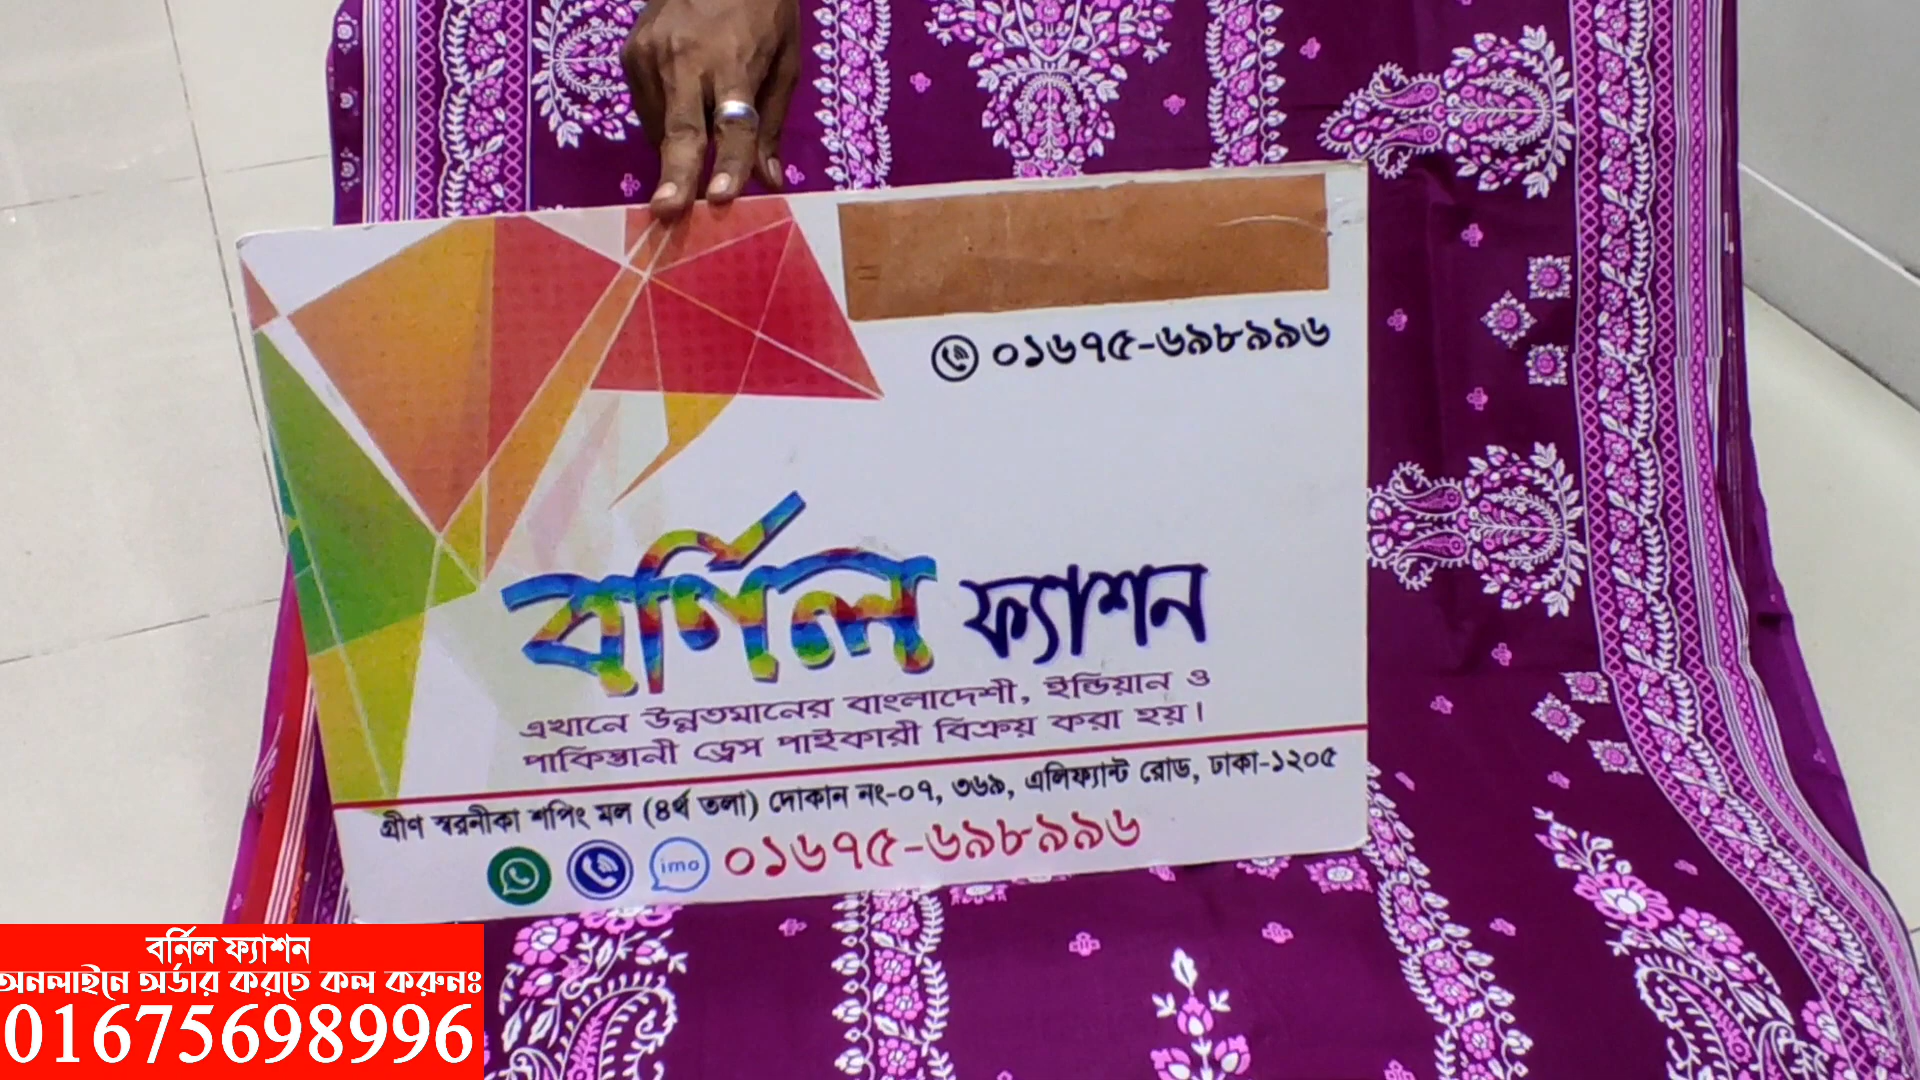 ০১৬৭৫-৬৯৮৯৯৬
বর্ণিল ফ্যাশন
এখানে উন্নতমানের বাংলাদেশী, ইন্ডিয়ান ও
পাকিস্তানী ড্রেস পাইকারী বিক্রয় করা হয়।
গ্রীণ স্বরনীকা শপিং মল (৪র্থ তলা) দোকান নং-০৭, ৩৬৯, এলিফ্যান্ট রোড, ঢাকা-১২০৫
imo ০১৬৭৫-৬৯৮৯৯৬
বর্নিল ফ্যাশন
অনলাইনে অর্ডার করতে কল করুনঃ
01675698996